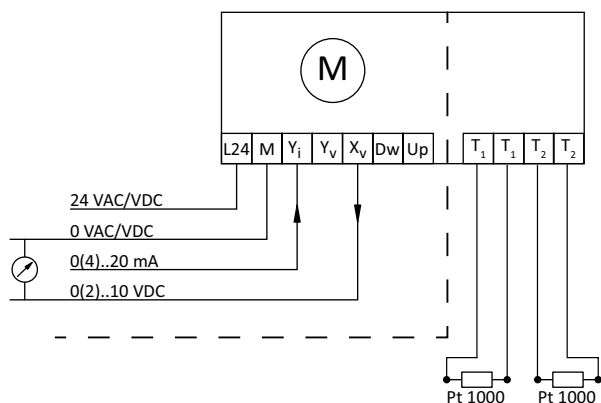 M
L24 M Yi Yv Xv Dw Up T1 T1 T2 T2
24 VAC/VDC
0 VAC/VDC
0(4)..20 mA
0(2)..10 VDC
Pt 1000 Pt 1000